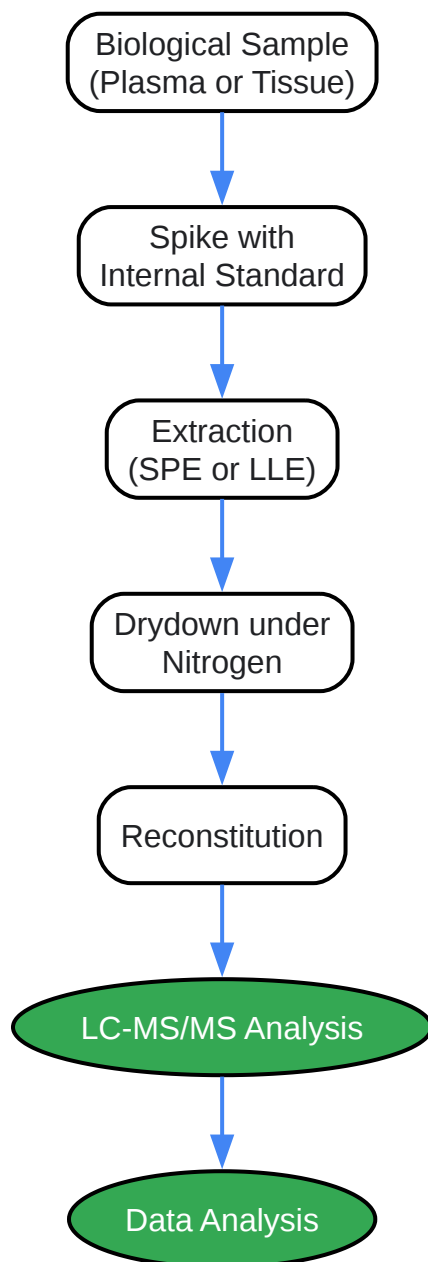 Biological Sample
(Plasma or Tissue)
Spike with
Internal Standard
Extraction
(SPE or LLE)
Drydown under
Nitrogen
Reconstitution
LC-MS/MS Analysis
Data Analysis